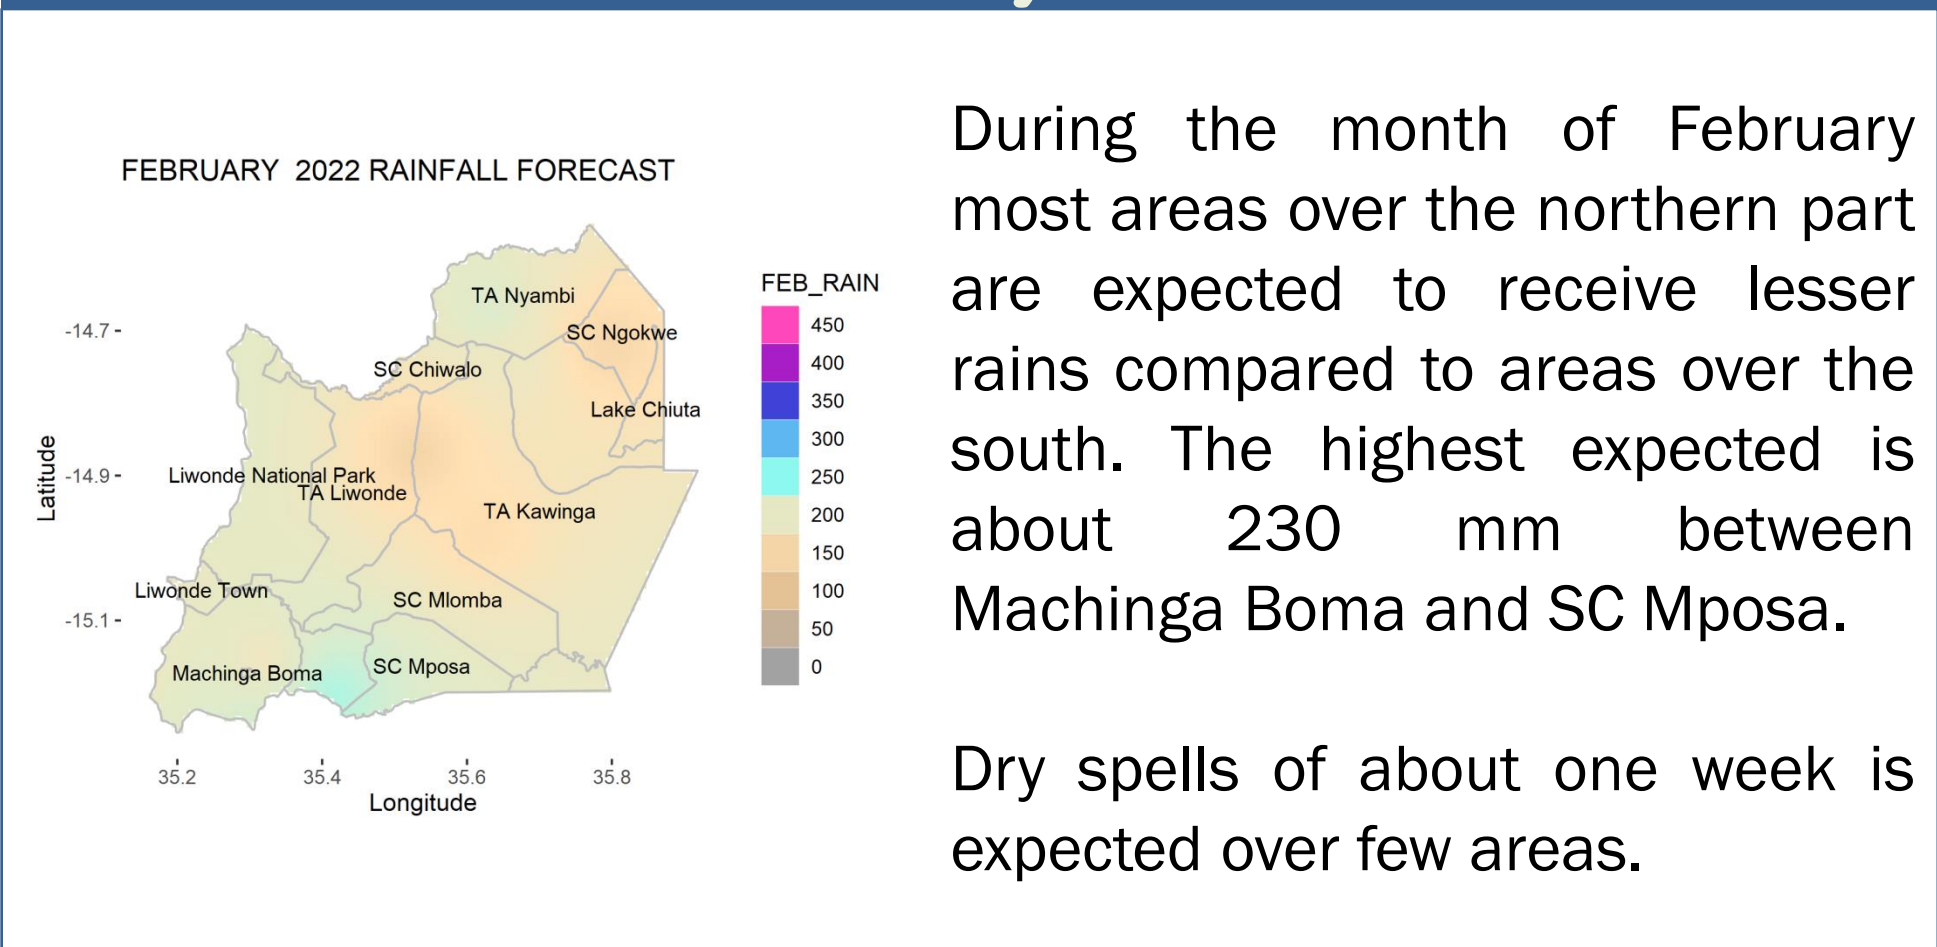 FEBRUARY  2022 RAINFALL FORECAST
FEB_RAIN
450
400
350
300
250
200
150
100
50
0
Latitude
-14.7
-14.9
-15.1
TA Nyambi
SC Ngokwe
SC Chiwalo
Lake Chiuta
Liwonde National Park
TA Liwonde
TA Kawinga
Liwonde Town
SC Mlomba
Machinga Boma
SC Mposa
35.2
35.4
35.6
35.8
Longitude
During the month of February
most areas over the northern part
are expected to receive lesser
rains compared to areas over the
south. The highest expected is
about 230 mm between
Machinga Boma and SC Mposa.
Dry spells of about one week is
expected over few areas.